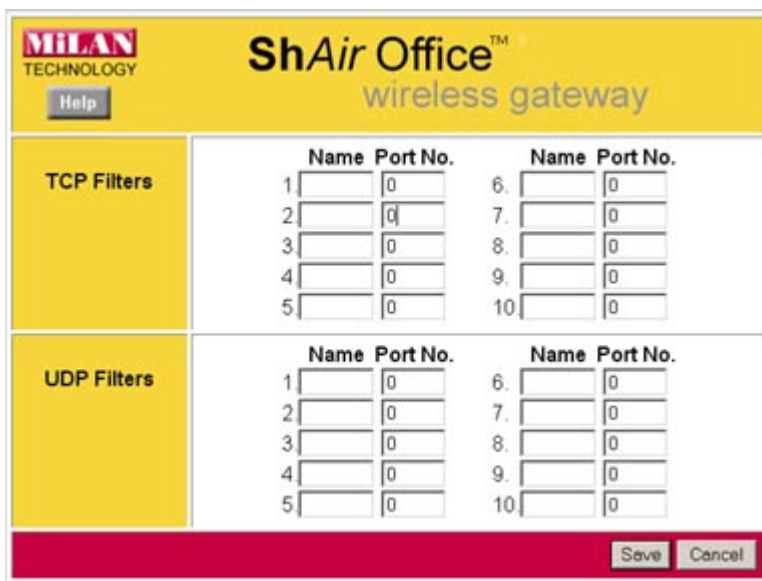 MiLAN
TECHNOLOGY
Help
ShAir Office™
wireless gateway
TCP Filters
Name Port No. Name Port No.
1. 0 6. 0
2. 0 7. 0
3. 0 8. 0
4. 0 9. 0
5. 0 10. 0
UDP Filters
Name Port No. Name Port No.
1. 0 6. 0
2. 0 7. 0
3. 0 8. 0
4. 0 9. 0
5. 0 10. 0
Save Cancel